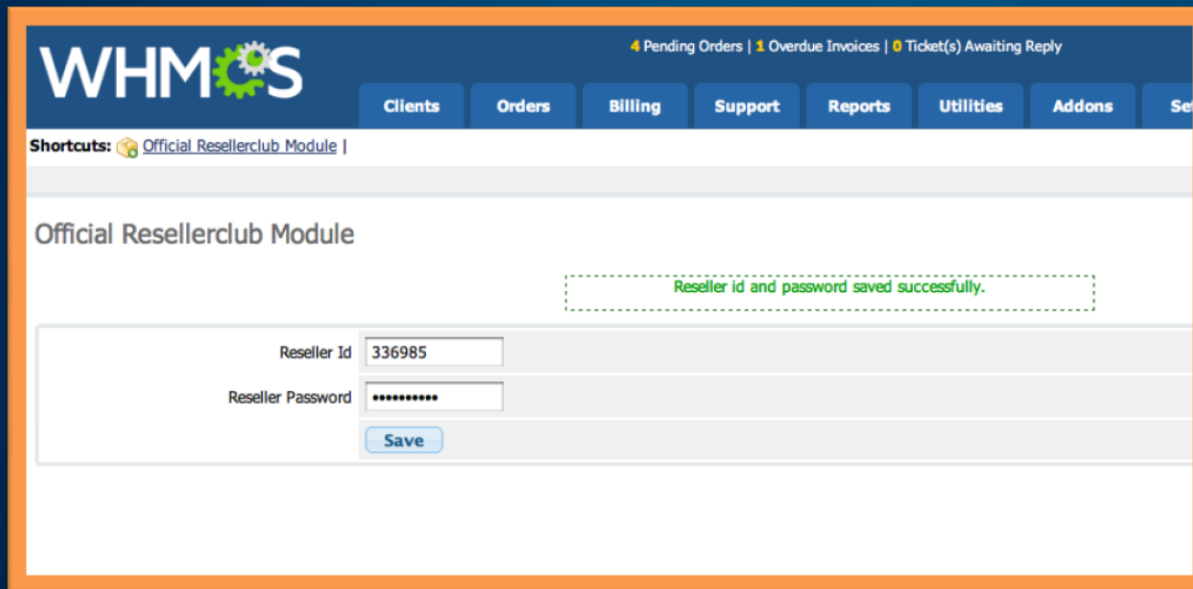 WHMCS
4 Pending Orders | 1 Overdue Invoices | 0 Ticket(s) Awaiting Reply
Clients Orders Billing Support Reports Utilities Addons Set
Shortcuts: Official Resellerclub Module |
Official Resellerclub Module
Reseller id and password saved successfully.
Reseller Id 336985
Reseller Password ••••••••••
Save